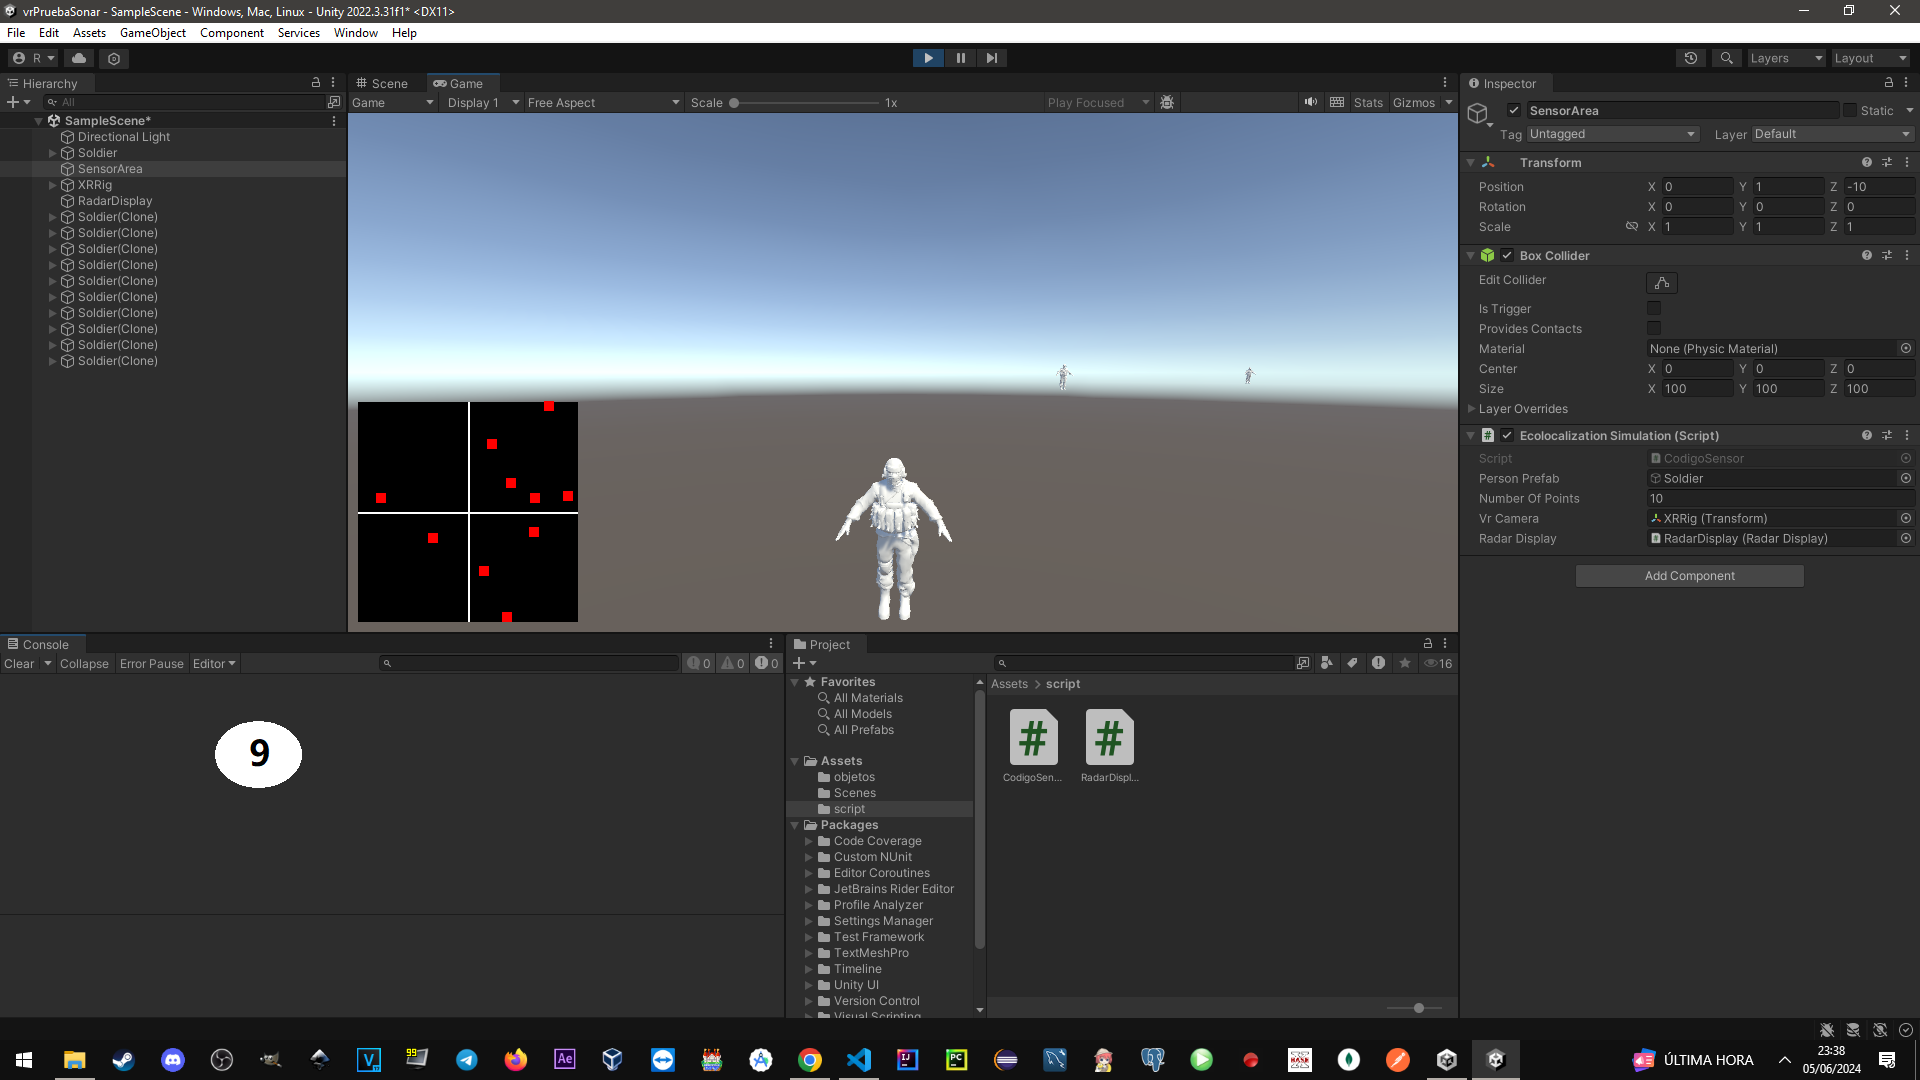 vrPruebaSonar - SampleScene - Windows, Mac, Linux - Unity 2022.3.31f1* <DX11>
File Edit Assets GameObject Component Services Window Help
R
Layers Layout
Hierarchy
All
SampleScene*
Directional Light
Soldier
SensorArea
XRRig
RadarDisplay
Soldier(Clone)
Soldier(Clone)
Soldier(Clone)
Soldier(Clone)
Soldier(Clone)
Soldier(Clone)
Soldier(Clone)
Soldier(Clone)
Soldier(Clone)
Soldier(Clone)
Scene Game
Game Display 1 Free Aspect Scale 1x Play Focused Stats Gizmos
Inspector
SensorArea Static
Tag Untagged Layer Default
Transform
Position X 0 Y 1 Z -10
Rotation X 0 Y 0 Z 0
Scale X 1 Y 1 Z 1
Box Collider
Edit Collider
Is Trigger
Provides Contacts
Material None (Physic Material)
Center X 0 Y 0 Z 0
Size X 100 Y 100 Z 100
Layer Overrides
# Ecolocalization Simulation (Script)
Script CodigoSensor
Person Prefab Soldier
Number Of Points 10
Vr Camera XRRig (Transform)
Radar Display RadarDisplay (Radar Display)
Add Component
Console
Clear Collapse Error Pause Editor 0 0 0
9
Project
16
Favorites
All Materials
All Models
All Prefabs
Assets
objetos
Scenes
script
Packages
Code Coverage
Custom NUnit
Editor Coroutines
JetBrains Rider Editor
Profile Analyzer
Settings Manager
Test Framework
TextMeshPro
Timeline
Unity UI
Version Control
Visual Scripting
Assets > script
# #
CodigoSen... RadarDispl...
V 99 Ae IJ PC
ÚLTIMA HORA
23:38
05/06/2024